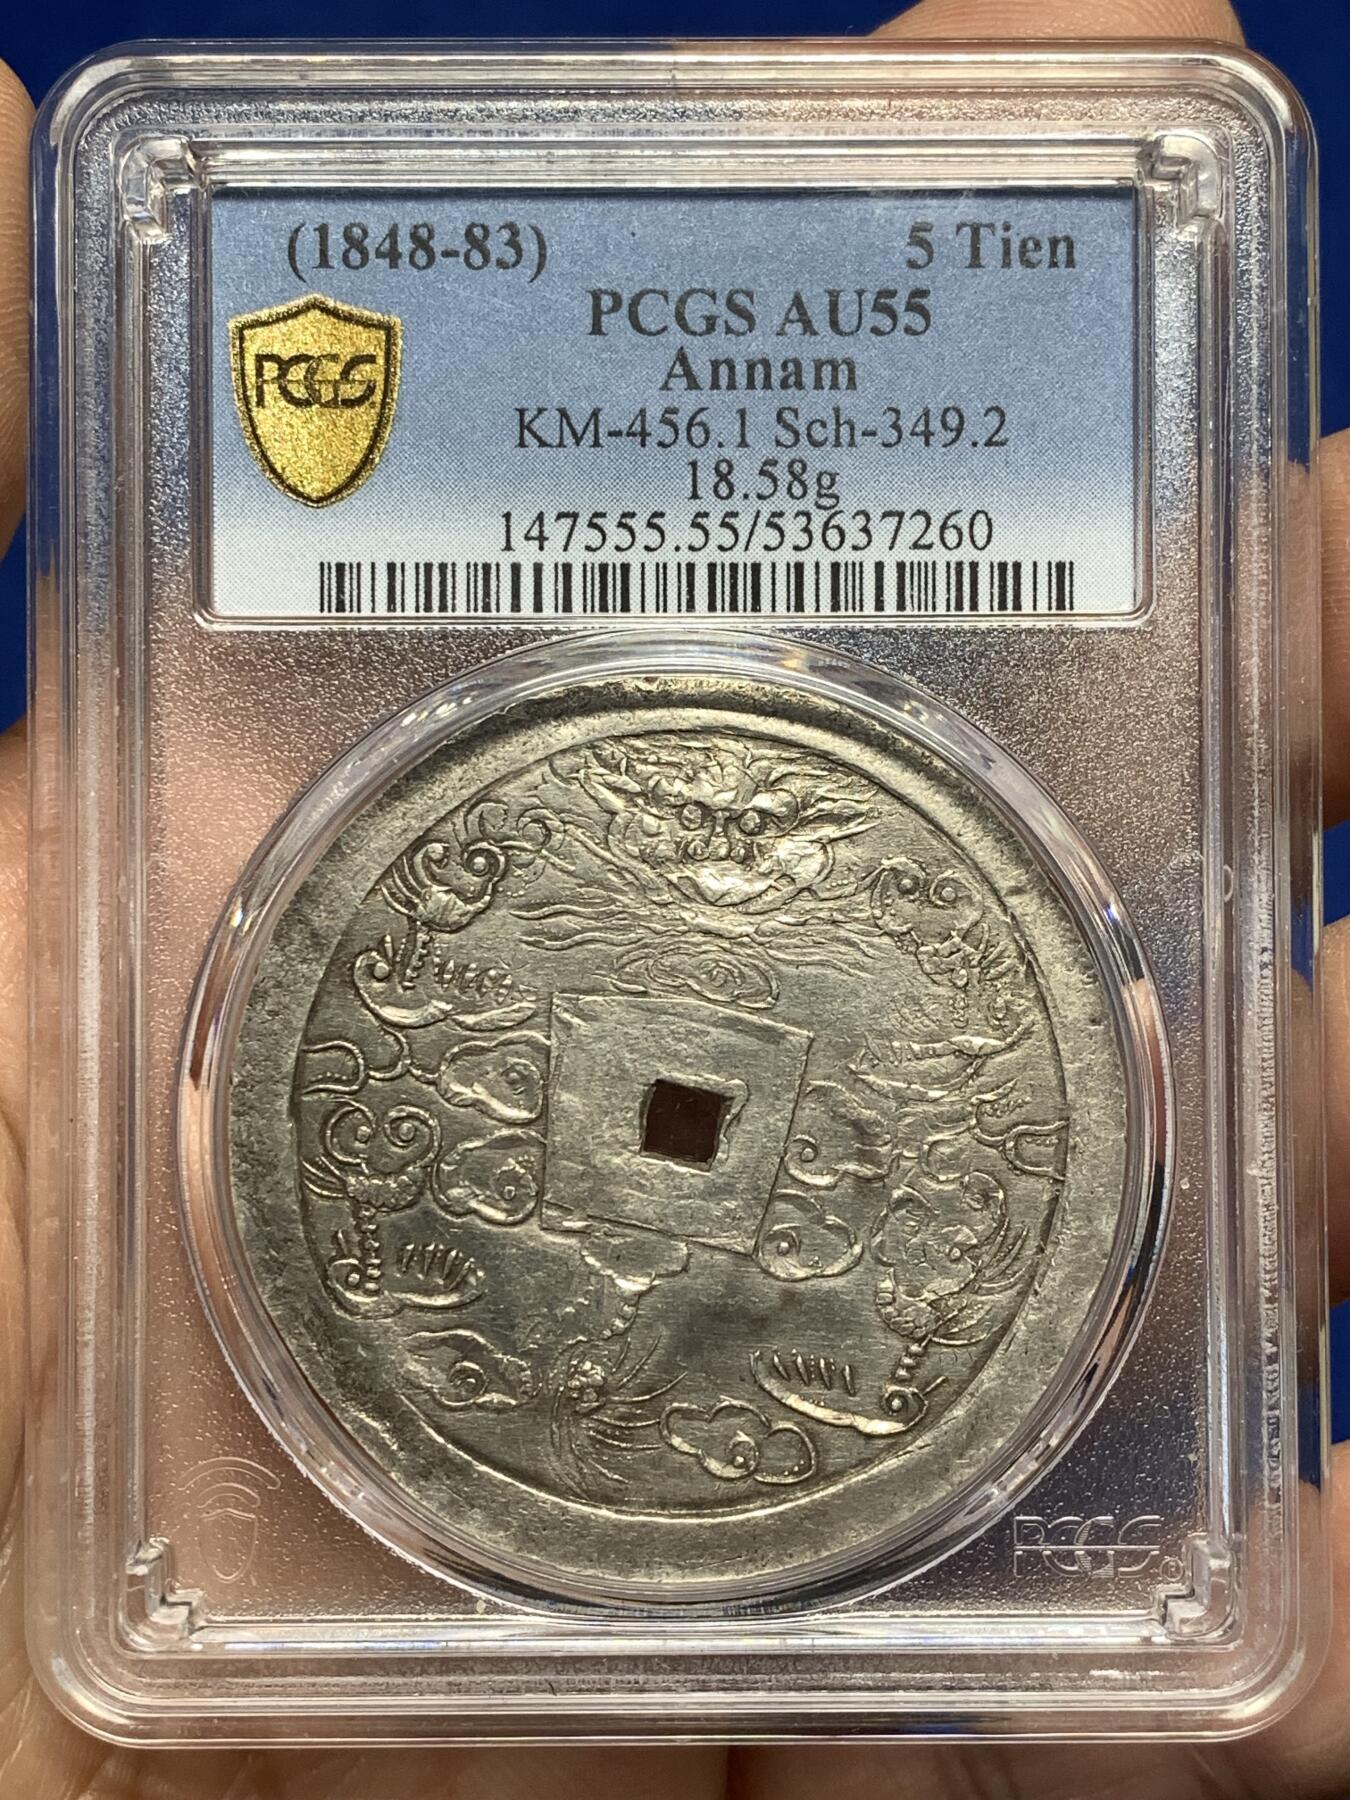 (1848-83) 5 Tien
PCGS AU55
Annam
PCGS
KM-456.1 Sch-349.2
18.58g
147555.55/53637260
PCGS